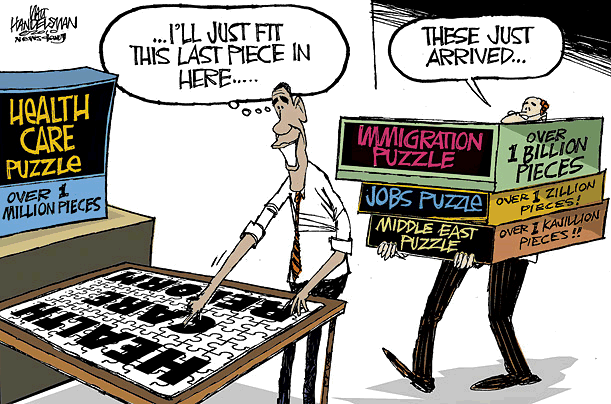 WALT
HANDELSMAN
NEWSDAY
...I'LL JUST FIT
THIS LAST PIECE IN
HERE.....
THESE JUST
ARRIVED...
HEALTH
CARE
PUZZLE
OVER 1
MILLION PIECES
IMMIGRATION
PUZZLE
OVER
1 BILLION
PIECES
JOBS PUZZLE
OVER 1 ZILLION
PIECES!
MIDDLE EAST
PUZZLE
OVER 1 KAJILLION
PIECES!!
HEALTH
CARE
REFORM